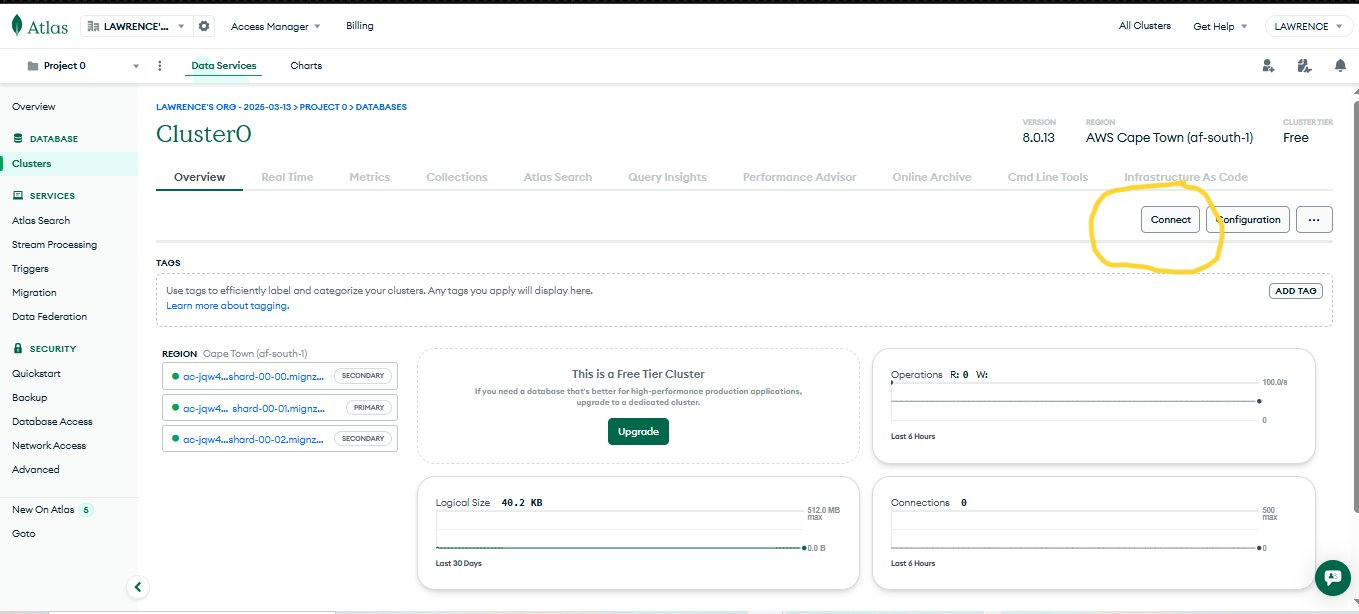 Atlas LAWRENCE'... Access Manager Billing All Clusters Get Help LAWRENCE
Project 0 Data Services Charts
Overview
DATABASE
Clusters
SERVICES
Atlas Search
Stream Processing
Triggers
Migration
Data Federation
SECURITY
Quickstart
Backup
Database Access
Network Access
Advanced
New On Atlas 6
Goto
LAWRENCE'S ORG - 2025-03-13 > PROJECT 0 > DATABASES
Cluster0
VERSION
8.0.13
REGION
AWS Cape Town (af-south-1)
CLUSTER TIER
Free
Overview Real Time Metrics Collections Atlas Search Query Insights Performance Advisor Online Archive Cmd Line Tools Infrastructure As Code
Connect Configuration ...
TAGS
Use tags to efficiently label and categorize your clusters. Any tags you apply will display here.
Learn more about tagging.
ADD TAG
REGION Cape Town (af-south-1)
ac-jqw4...shard-00-00.mignz... SECONDARY
ac-jqw4... shard-00-01.mignz... PRIMARY
ac-jqw4...shard-00-02.mignz... SECONDARY
This is a Free Tier Cluster
If you need a database that's better for high-performance production applications,
upgrade to a dedicated cluster.
Upgrade
Operations R: 0 W:
100.0/s
0
Last 6 Hours
Logical Size 40.2 KB
512.0 MB
max
0.0 B
Last 30 Days
Connections 0
500
max
0
Last 6 Hours